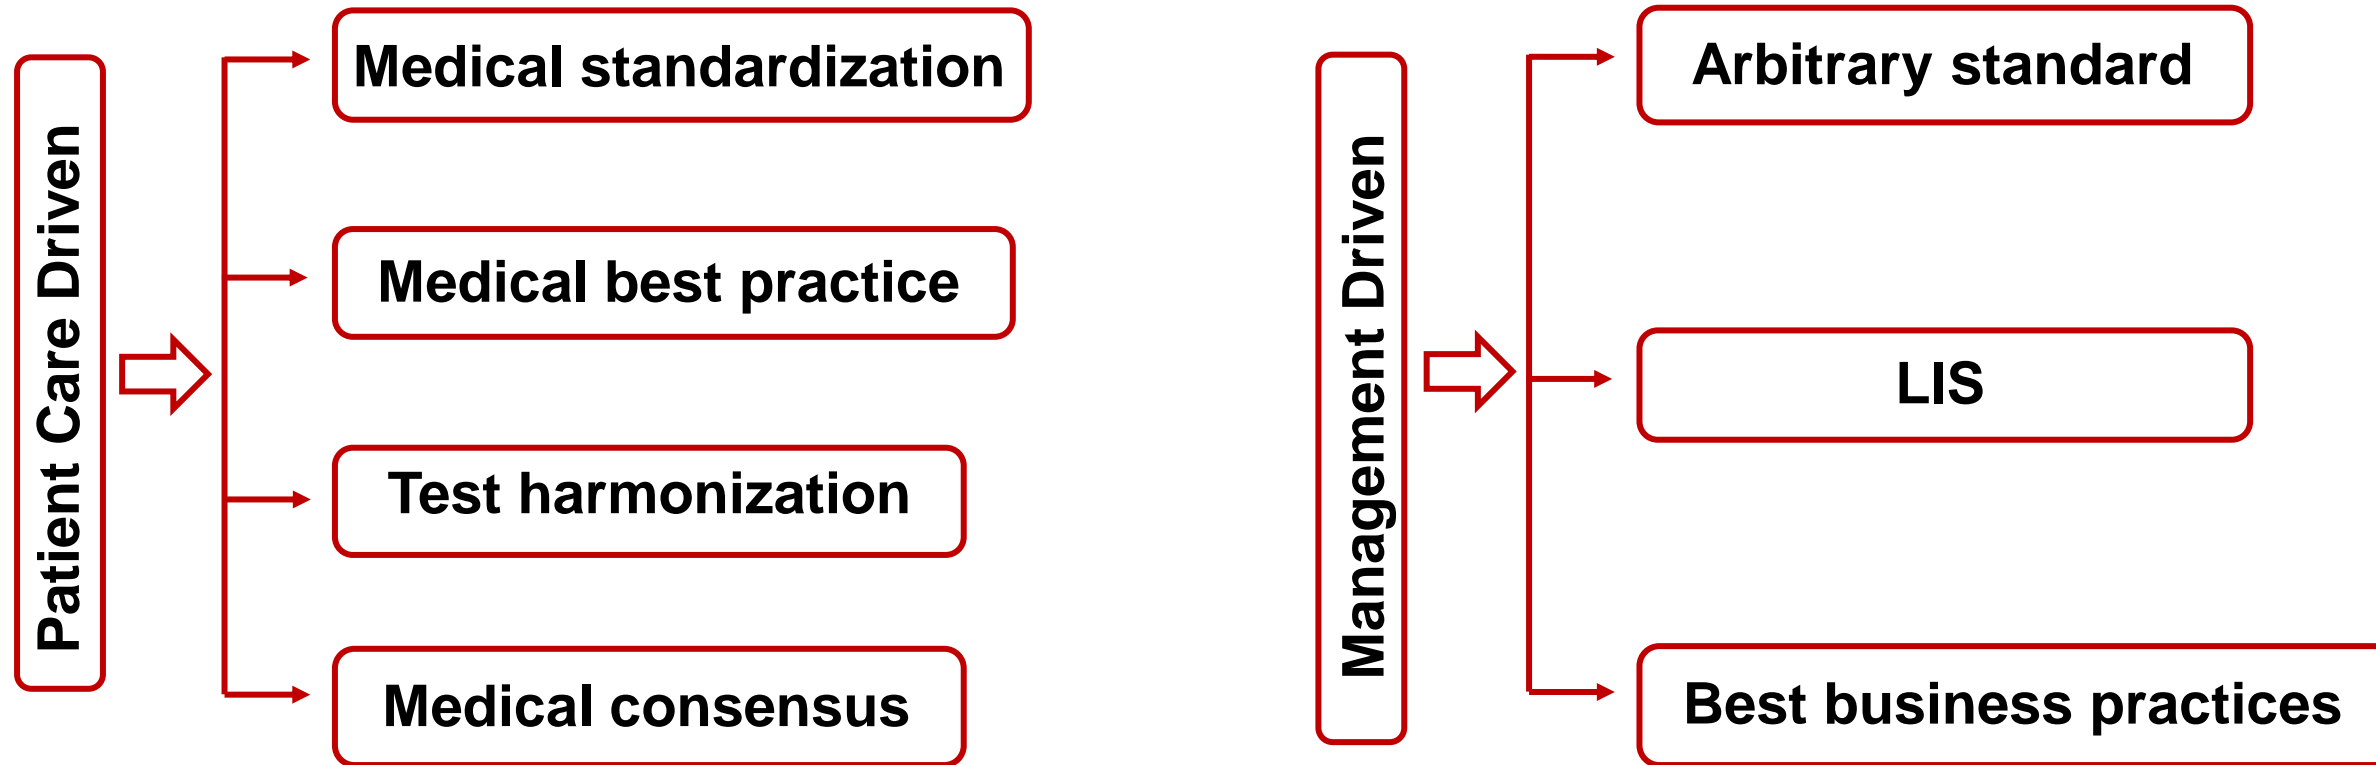 Patient Care Driven
Medical standardization
Medical best practice
Test harmonization
Medical consensus
Management Driven
Arbitrary standard
LIS
Best business practices